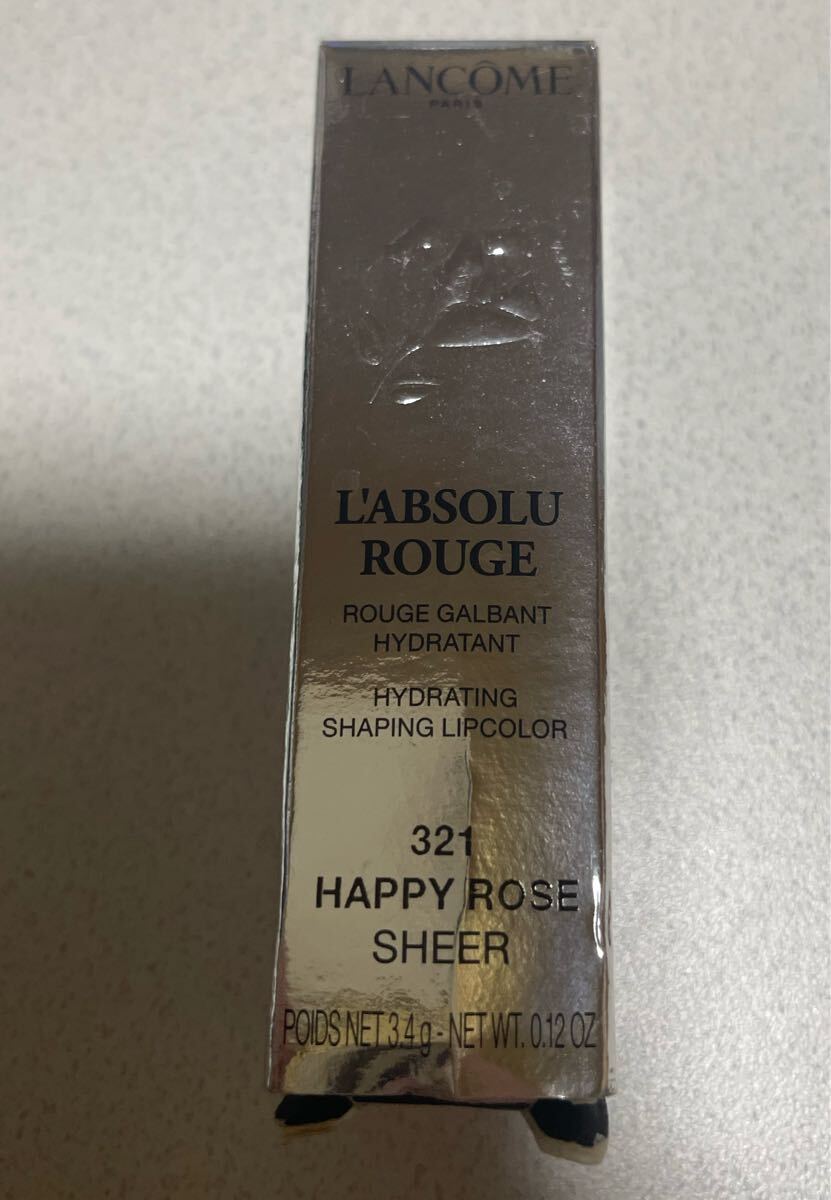 LANCÔME
PARIS
L'ABSOLU
ROUGE
ROUGE GALBANT
HYDRATANT
HYDRATING
SHAPING LIPCOLOR
321
HAPPY ROSE
SHEER
POIDS NET 3.4 g - NET WT. 0.12 OZ